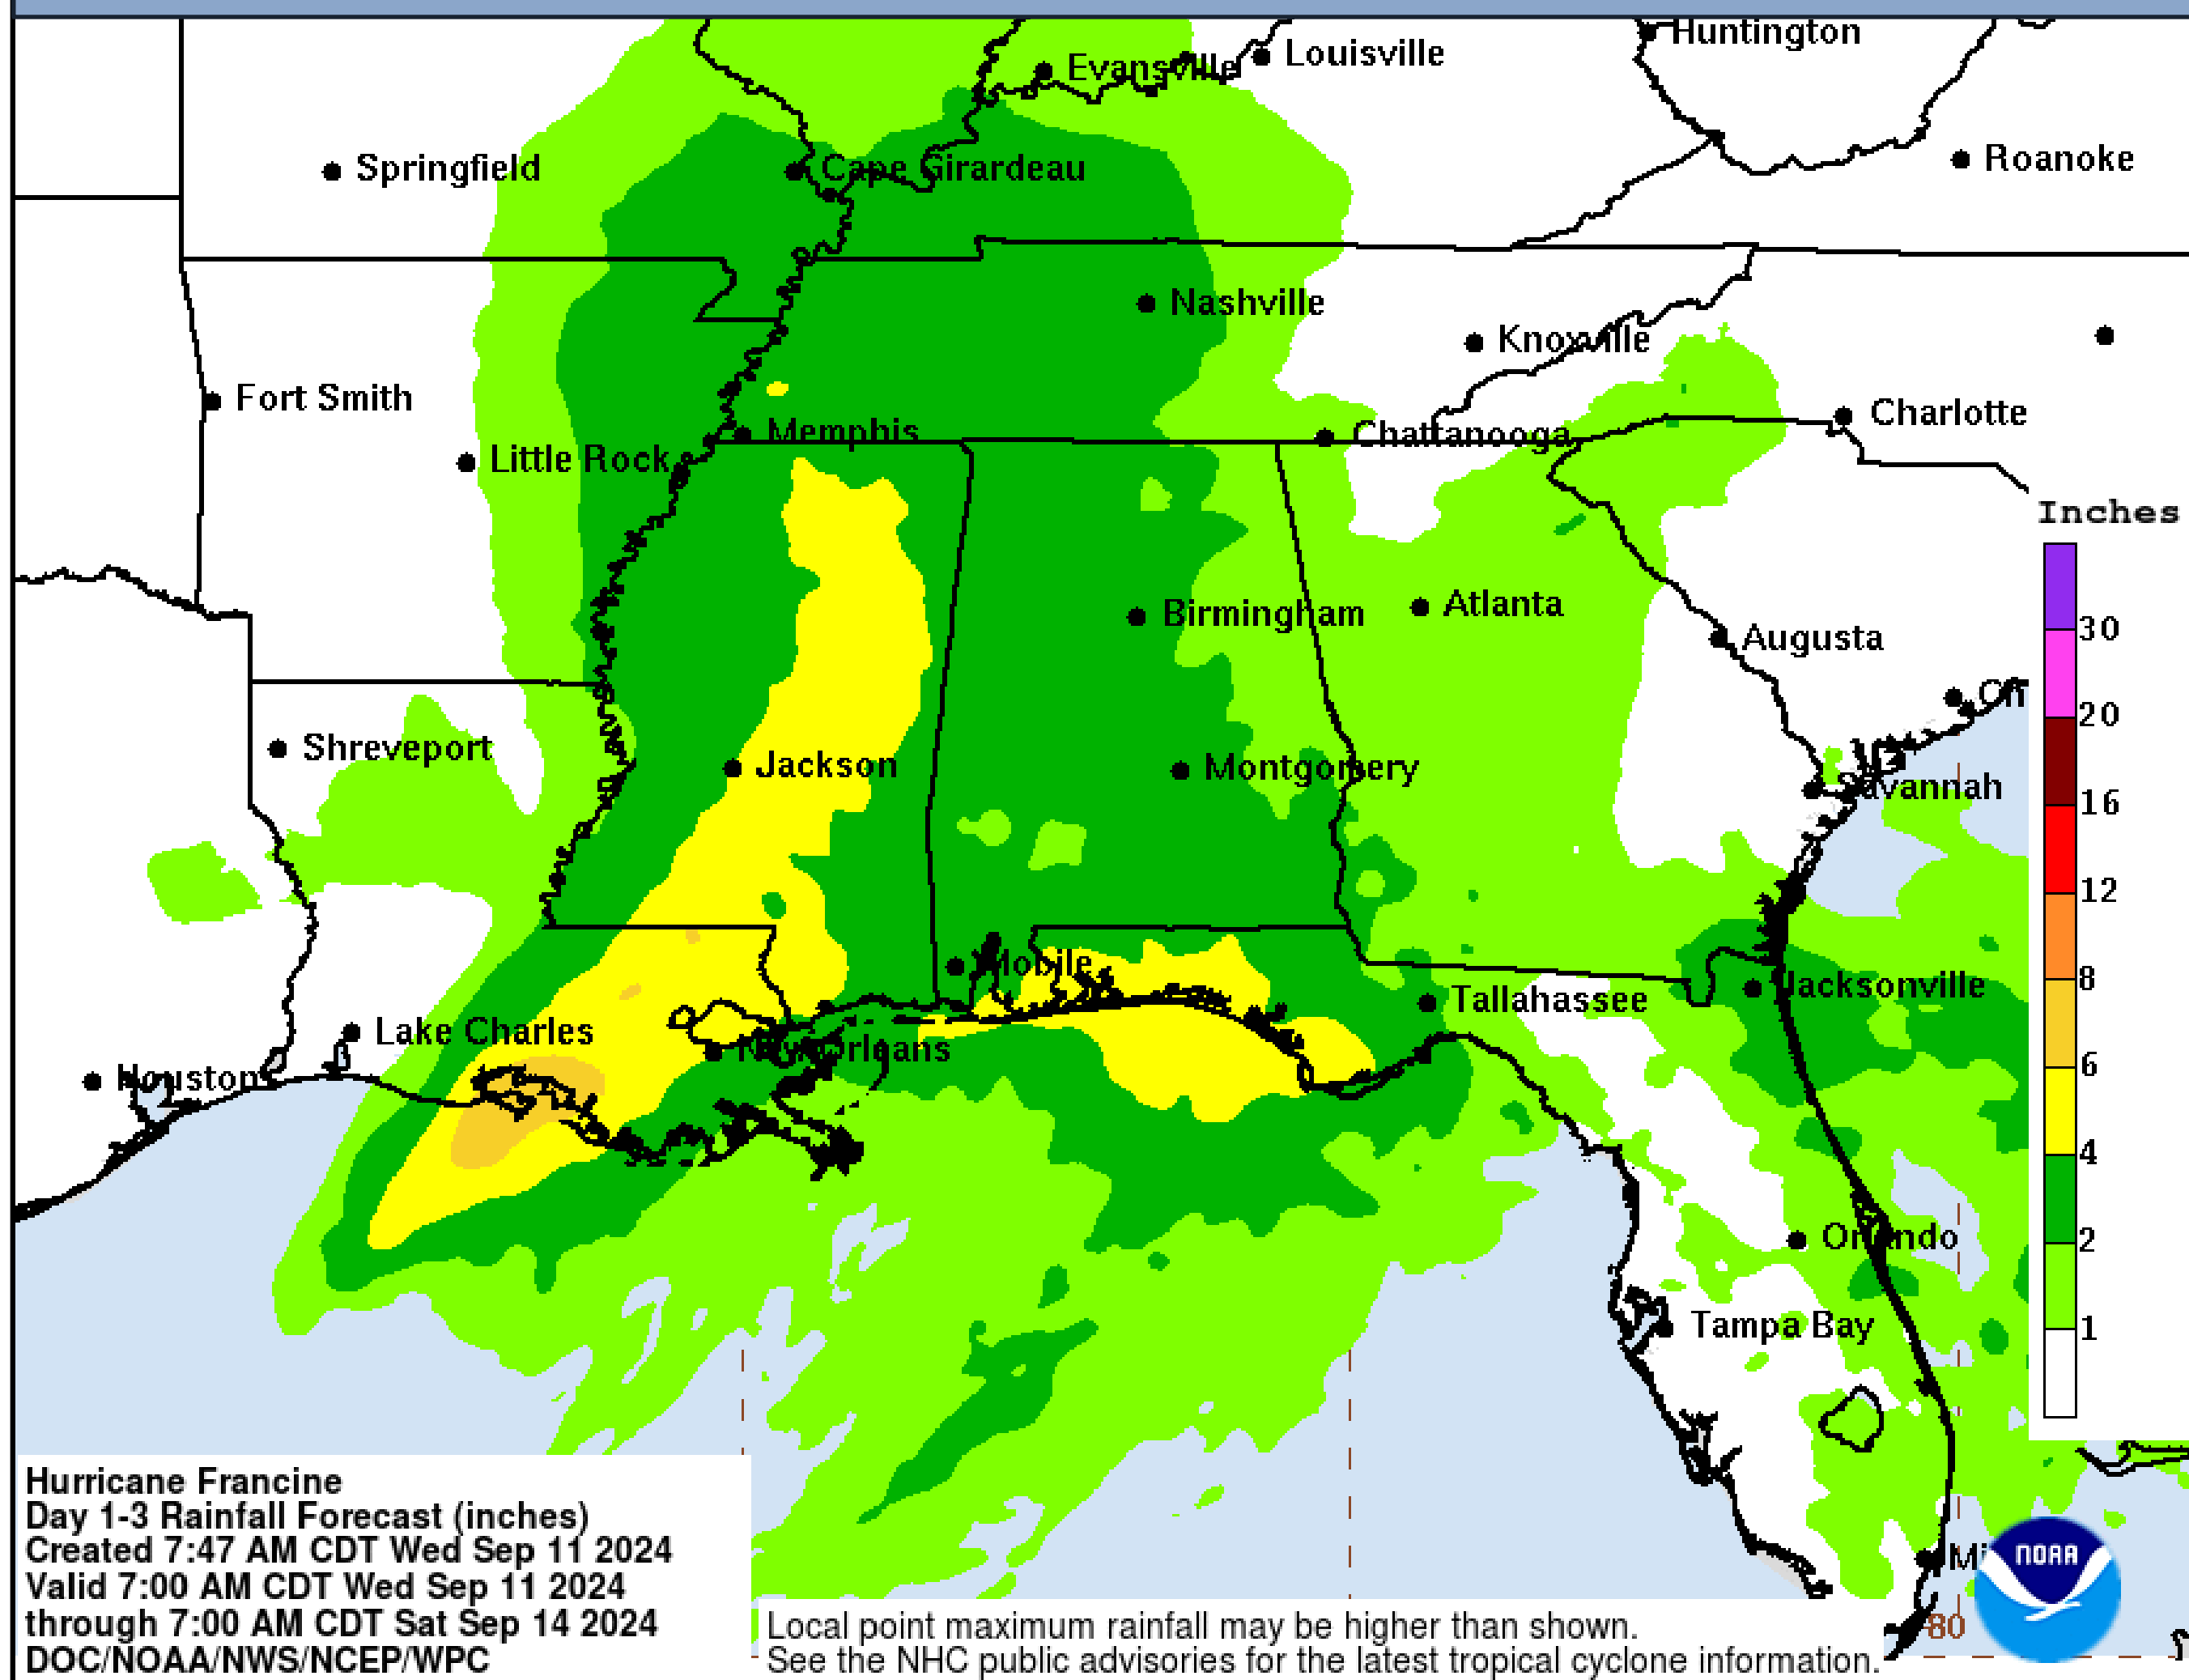 Huntington
Louisville
Evansville
Roanoke
Springfield
Cape Girardeau
Nashville
Knoxville
Fort Smith
Charlotte
Memphis
Chattanooga
Little Rock
Inches
Atlanta
Birmingham
30
Augusta
20
Shreveport
Jackson
Montgomery
Savannah
16
12
Mobile
8
Jacksonville
Tallahassee
Lake Charles
New Orleans
6
Houston
4
Orlando
2
Tampa Bay
1
Hurricane Francine
Day 1-3 Rainfall Forecast (inches)
Created 7:47 AM CDT Wed Sep 11 2024
Valid 7:00 AM CDT Wed Sep 11 2024
through 7:00 AM CDT Sat Sep 14 2024
DOC/NOAA/NWS/NCEP/WPC
NOAA
Mi
80
Local point maximum rainfall may be higher than shown.
See the NHC public advisories for the latest tropical cyclone information.